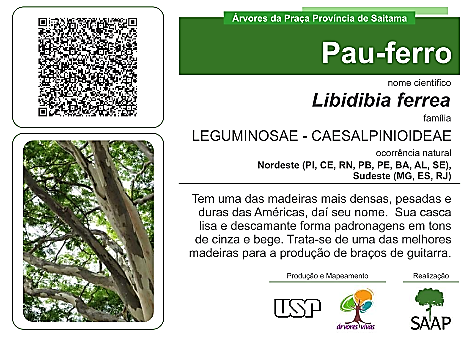 Árvores da Praça Província de Saitama
Pau-ferro
nome científico
Libidibia ferrea
família
LEGUMINOSAE - CAESALPINIOIDEAE
ocorrência natural
Nordeste (PI, CE, RN, PB, PE, BA, AL, SE),
Sudeste (MG, ES, RJ)
Tem uma das madeiras mais densas, pesadas e
duras das Américas, daí seu nome. Sua casca
lisa e descamante forma padronagens em tons
de cinza e bege. Trata-se de uma das melhores
madeiras para a produção de braços de guitarra.
Produção e Mapeamento
Realização
USP
árvores vivas
SAAP